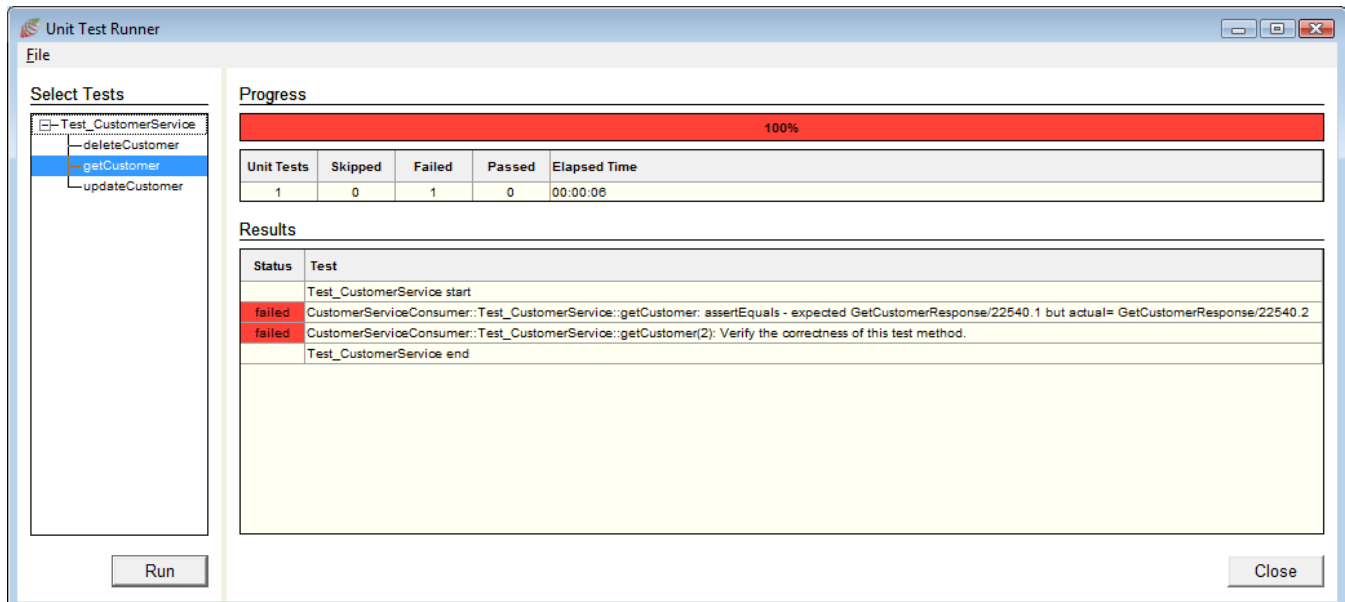 Unit Test Runner
File
Select Tests
Test_CustomerService
deleteCustomer
getCustomer
updateCustomer
Run
Progress
100%
Unit Tests Skipped Failed Passed Elapsed Time
1 0 1 0 00:00:06
Results
Status Test
Test_CustomerService start
failed CustomerServiceConsumer::Test_CustomerService::getCustomer: assertEquals - expected GetCustomerResponse/22540.1 but actual= GetCustomerResponse/22540.2
failed CustomerServiceConsumer::Test_CustomerService::getCustomer(2): Verify the correctness of this test method.
Test_CustomerService end
Close